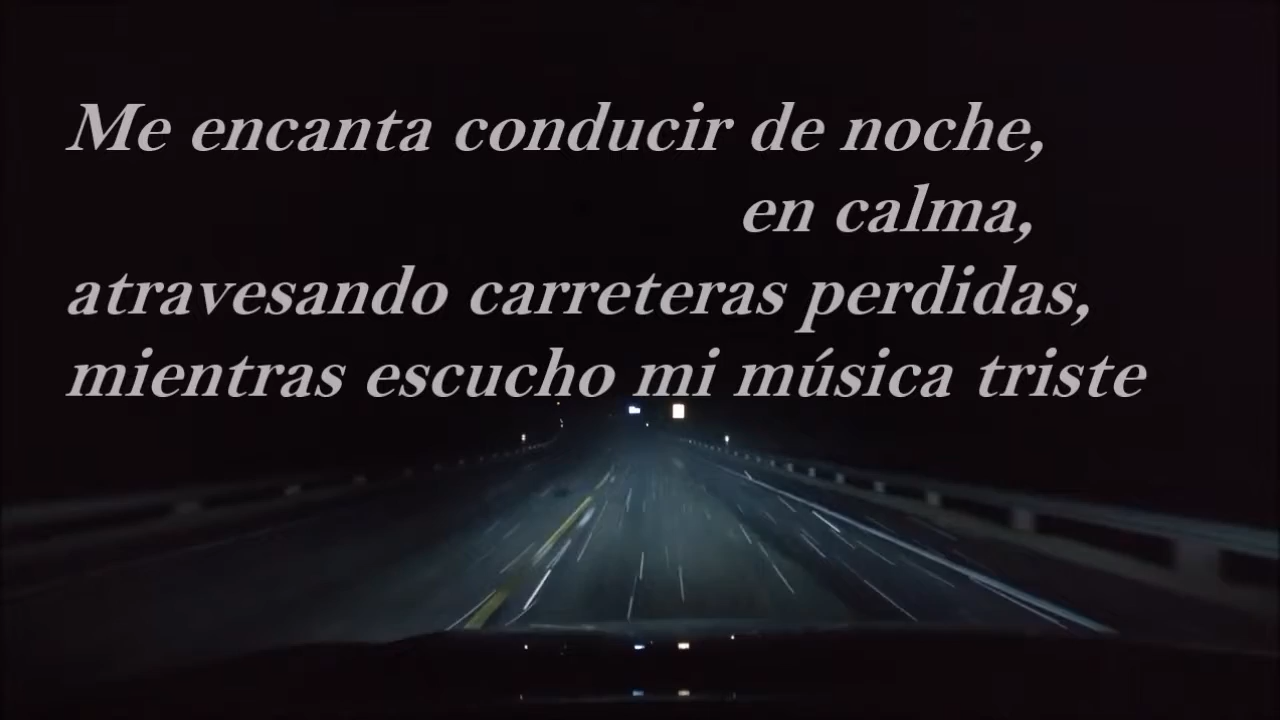 Me encanta conducir de noche,
en calma,
atravesando carreteras perdidas,
mientras escucho mi música triste